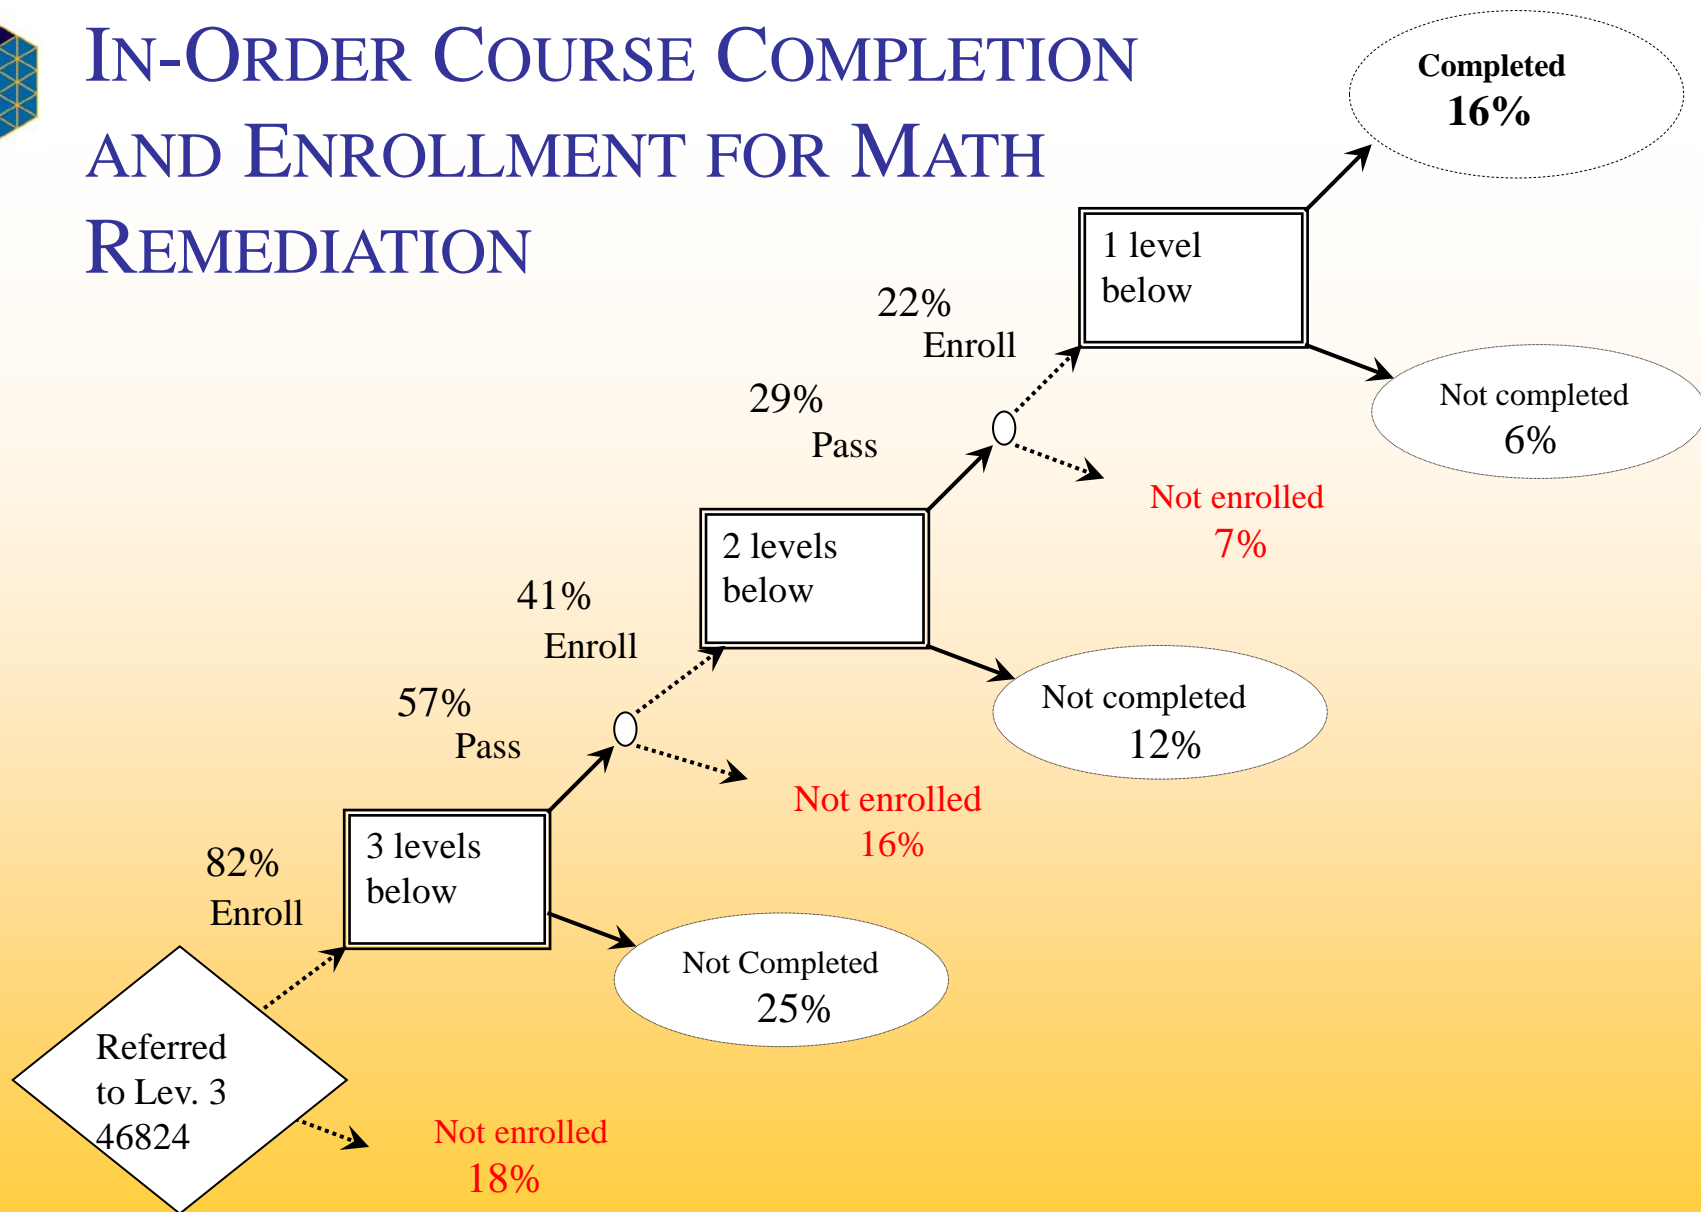 IN-ORDER COURSE COMPLETION
AND ENROLLMENT FOR MATH
REMEDIATION
Completed
16%
1 level
below
22%
Enroll
Not completed
6%
29%
Pass
Not enrolled
7%
2 levels
below
41%
Enroll
Not completed
12%
57%
Pass
Not enrolled
16%
3 levels
below
82%
Enroll
Not Completed
25%
Referred
to Lev. 3
46824
Not enrolled
18%